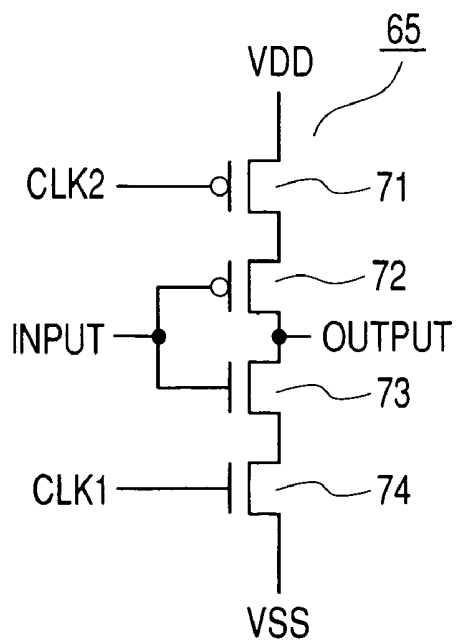 65
VDD
CLK2
71
72
INPUT
OUTPUT
73
CLK1
74
VSS